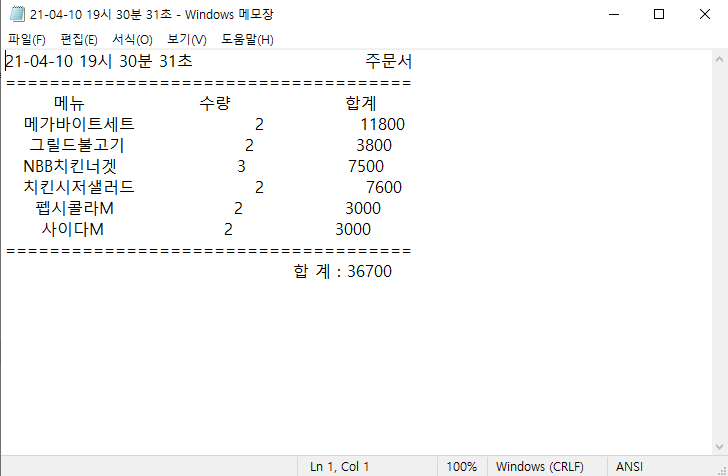 21-04-10 19시 30분 31초 - Windows 메모장
파일(F) 편집(E) 서식(O) 보기(V) 도움말(H)
21-04-10 19시 30분 31초 주문서
=====================================
메뉴 수량 합계
메가바이트세트 2 11800
그릴드불고기 2 3800
NBB치킨너겟 3 7500
치킨시저샐러드 2 7600
펩시콜라M 2 3000
사이다M 2 3000
=====================================
합 계 : 36700
Ln 1, Col 1 100% Windows (CRLF) ANSI